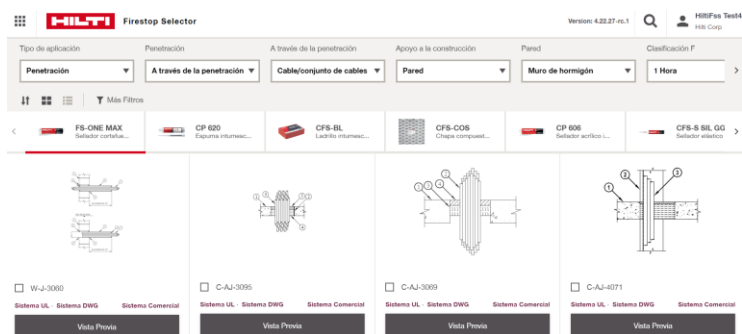 HILTI Firestop Selector Version: 4.22.27-rc.1 HiltiFss Test4
Hilti Corp
Tipo de aplicación Penetración A través de la penetración Apoyo a la construcción Pared Clasificación F
Penetración A través de la penetración Cable/conjunto de cables Pared Muro de hormigón 1 Hora
Más Filtros
FS-ONE MAX CP 620 CFS-BL CFS-COS CP 606 CFS-S SIL GG
Sellador cortafue... Espuma intumesc... Ladrillo intumesc... Chapa compuest... Sellador acrílico i... Sellador elástico
W-J-3060 C-AJ-3095 C-AJ-3069 C-AJ-4071
Sistema UL - Sistema DWG Sistema Comercial Sistema UL - Sistema DWG Sistema Comercial Sistema UL - Sistema DWG Sistema Comercial Sistema UL - Sistema DWG Sistema Comercial
Vista Previa Vista Previa Vista Previa Vista Previa